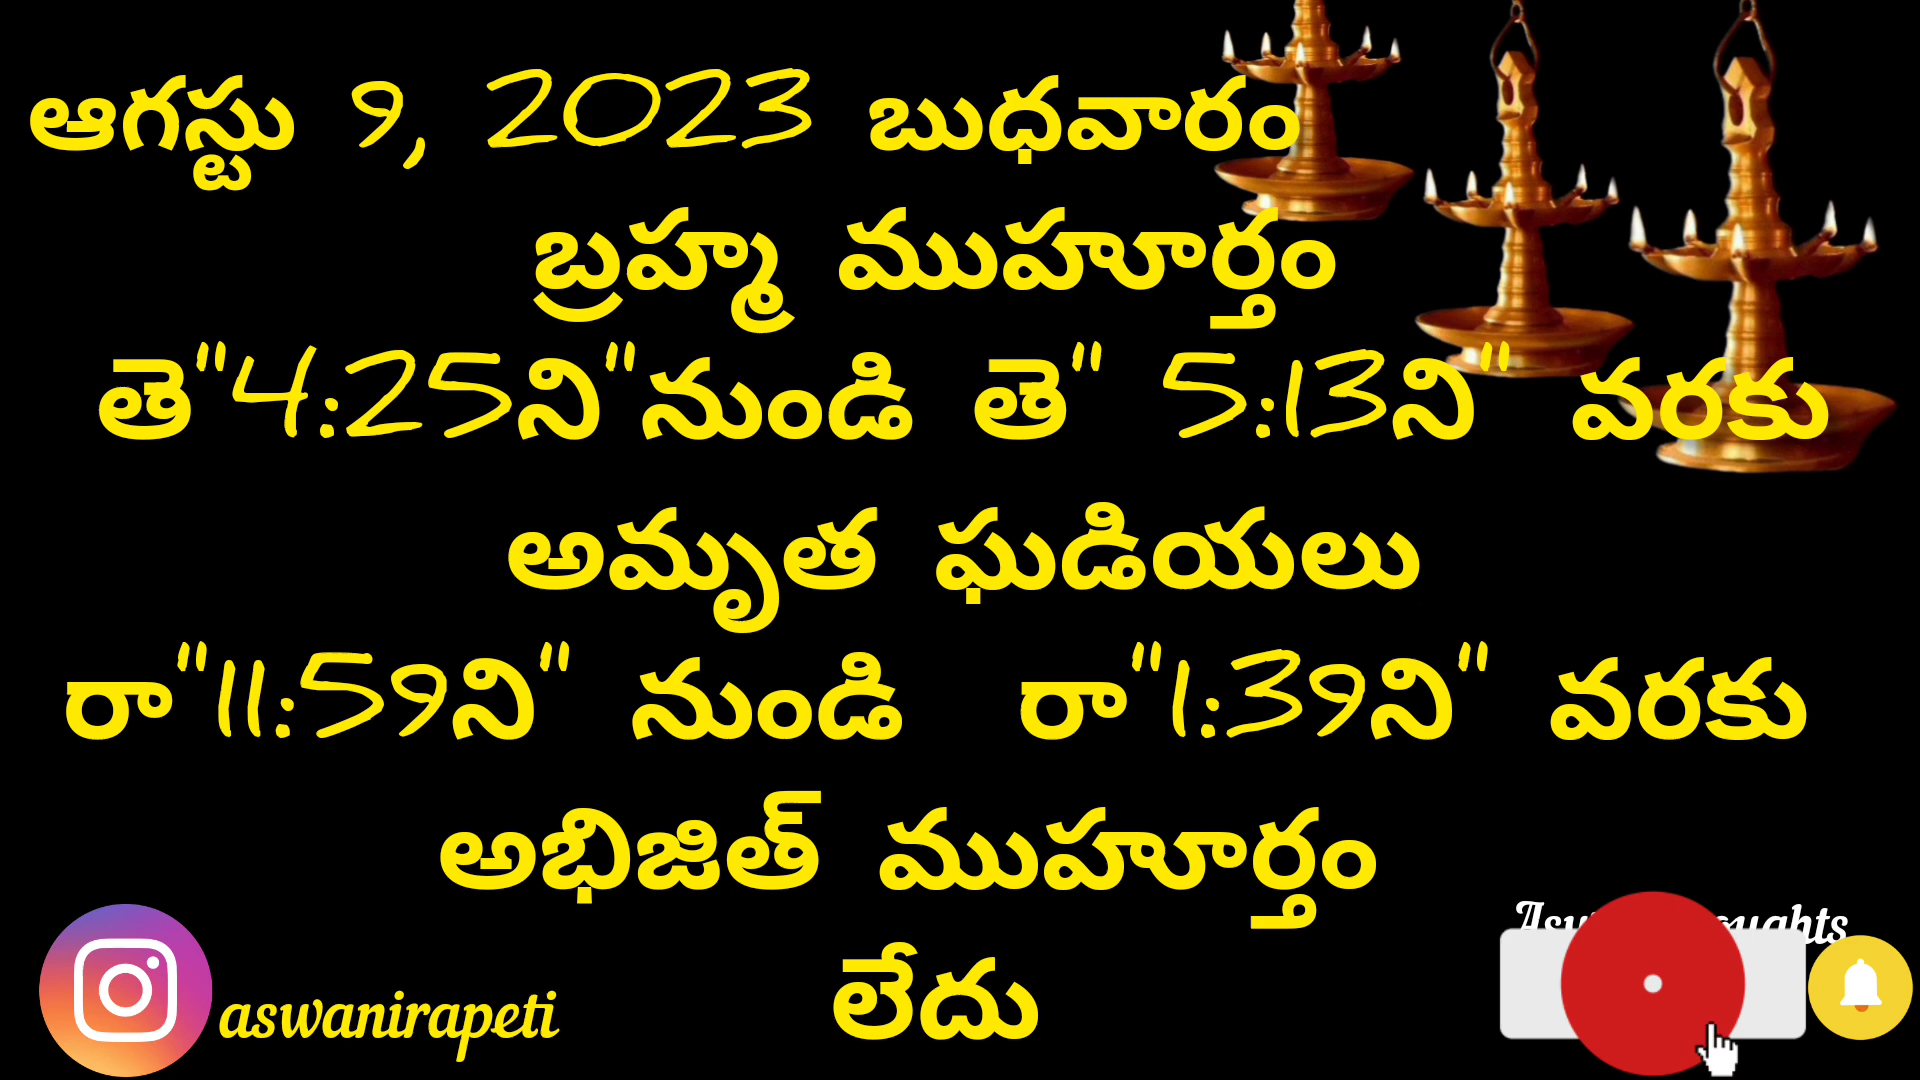 ఆగస్టు 9, 2023 బుధవారం
బ్రహ్మ ముహూర్తం
తె"4:25ని"నుండి తె" 5:13ని" వరకు
అమృత ఘడియలు
రా"11:59ని" నుండి రా"1:39ని" వరకు
అభిజిత్ ముహూర్తం
లేదు
aswanirapeti